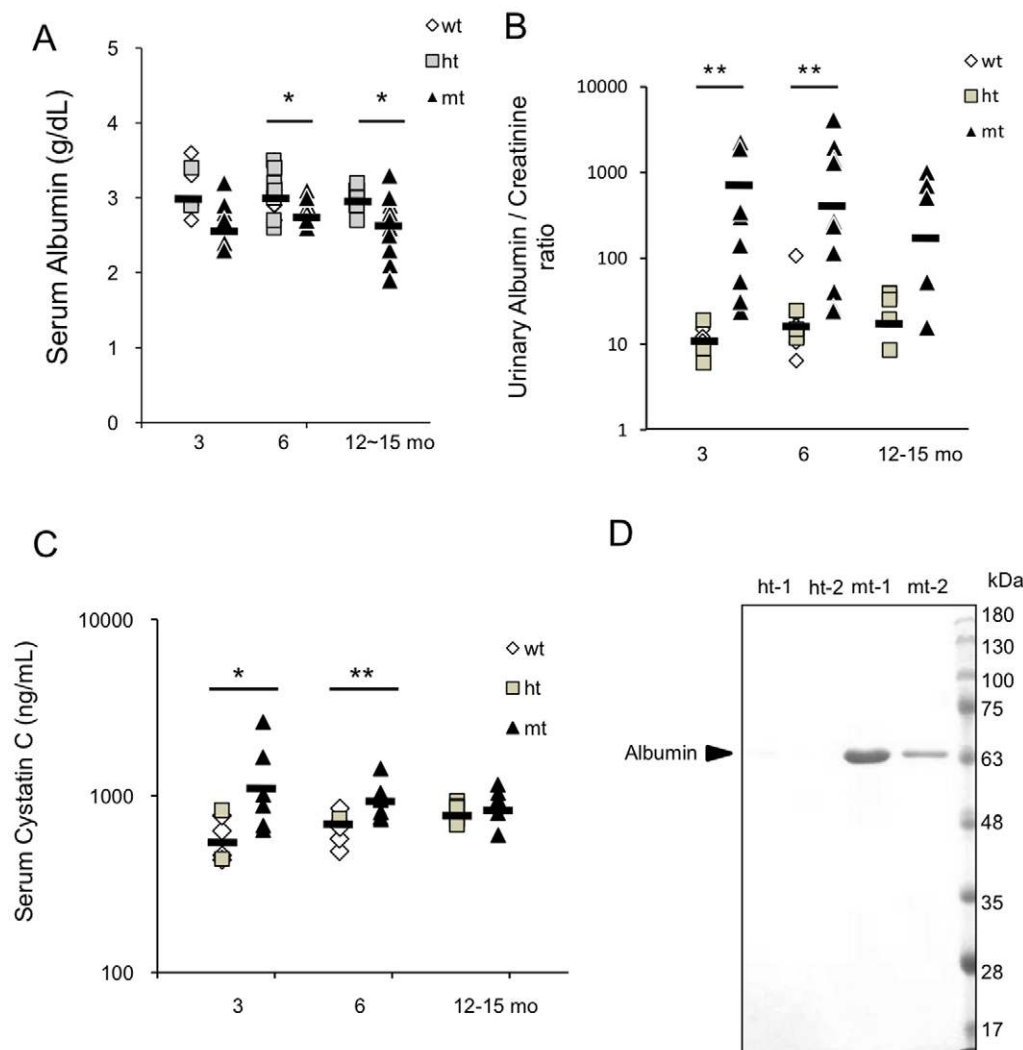 A
wt
ht
mt
Serum Albumin (g/dL)
5
4
3
2
1
0
*
*
3
6
12~15 mo
B
wt
ht
mt
Urinary Albumin / Creatinine
ratio
10000
1000
100
10
1
**
**
3
6
12-15 mo
C
wt
ht
mt
Serum Cystatin C (ng/mL)
10000
1000
100
*
**
3
6
12-15 mo
D
ht-1 ht-2 mt-1 mt-2 kDa
180
130
100
75
Albumin
63
48
35
28
17